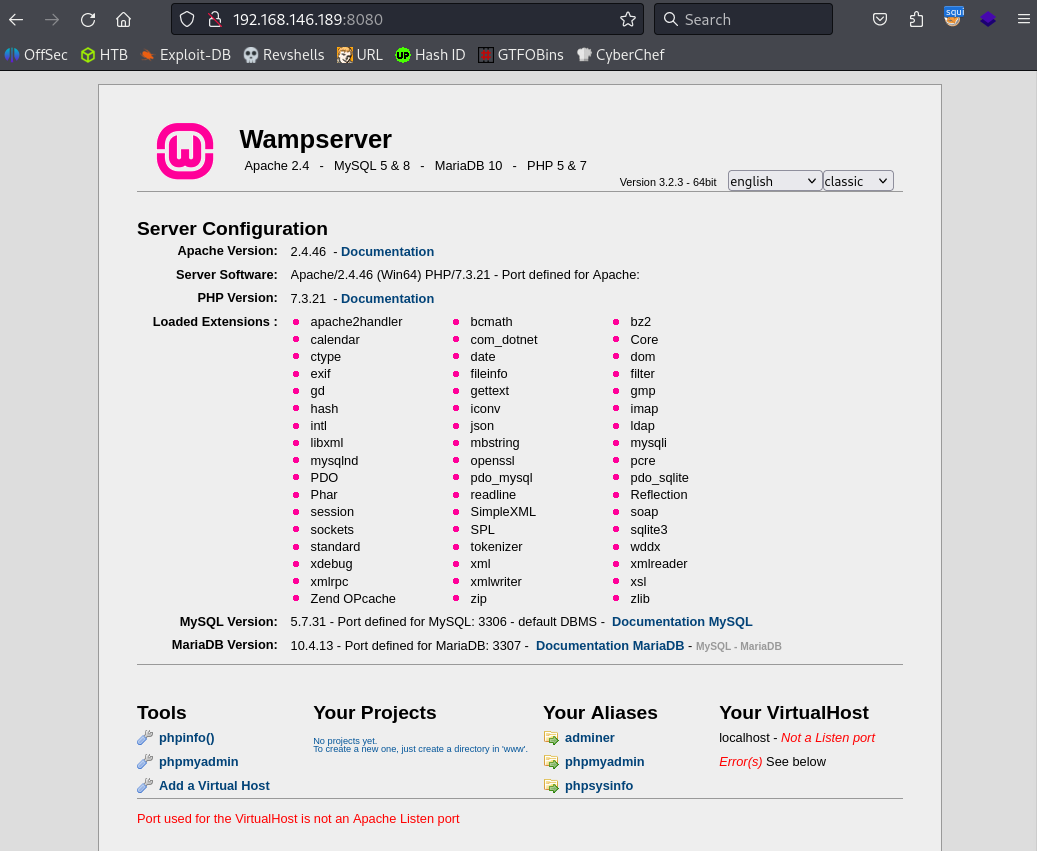 192.168.146.189:8080
Search
squi
OffSec HTB Exploit-DB Revshells URL Hash ID GTFOBins CyberChef
Wampserver
Apache 2.4 - MySQL 5 & 8 - MariaDB 10 - PHP 5 & 7
Version 3.2.3 - 64bit english classic
Server Configuration
Apache Version: 2.4.46 - Documentation
Server Software: Apache/2.4.46 (Win64) PHP/7.3.21 - Port defined for Apache:
PHP Version: 7.3.21 - Documentation
Loaded Extensions : apache2handler bcmath bz2
calendar com_dotnet Core
ctype date dom
exif fileinfo filter
gd gettext gmp
hash iconv imap
intl json ldap
libxml mbstring mysqli
mysqlnd openssl pcre
PDO pdo_mysql pdo_sqlite
Phar readline Reflection
session SimpleXML soap
sockets SPL sqlite3
standard tokenizer wddx
xdebug xml xmlreader
xmlrpc xmlwriter xsl
Zend OPcache zip zlib
MySQL Version: 5.7.31 - Port defined for MySQL: 3306 - default DBMS - Documentation MySQL
MariaDB Version: 10.4.13 - Port defined for MariaDB: 3307 - Documentation MariaDB - MySQL - MariaDB
Tools
phpinfo()
phpmyadmin
Add a Virtual Host
Your Projects
No projects yet.
To create a new one, just create a directory in 'www'.
Your Aliases
adminer
phpmyadmin
phpsysinfo
Your VirtualHost
localhost - Not a Listen port
Error(s) See below
Port used for the VirtualHost is not an Apache Listen port